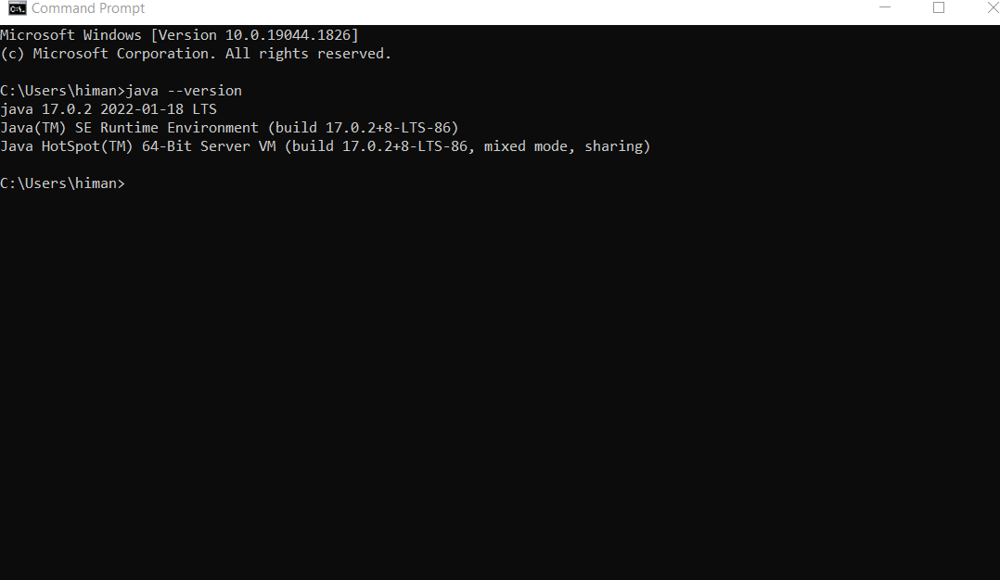 Command Prompt
Microsoft Windows [Version 10.0.19044.1826]
(c) Microsoft Corporation. All rights reserved.
C:\Users\himan>java --version
java 17.0.2 2022-01-18 LTS
Java(TM) SE Runtime Environment (build 17.0.2+8-LTS-86)
Java HotSpot(TM) 64-Bit Server VM (build 17.0.2+8-LTS-86, mixed mode, sharing)
C:\Users\himan>